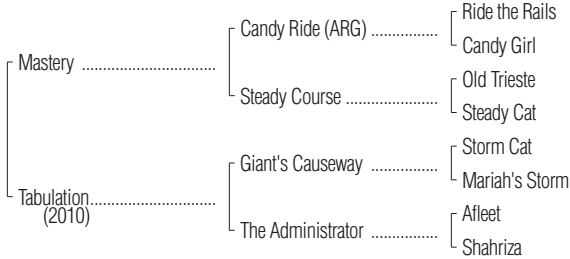 Ride the Rails
Candy Ride (ARG) ................
Candy Girl
Mastery ................................
Old Trieste
Steady Course ......................
Steady Cat
Storm Cat
Giant's Causeway ..................
Mariah's Storm
Tabulation..............................
(2010)
Afleet
The Administrator ................
Shahriza